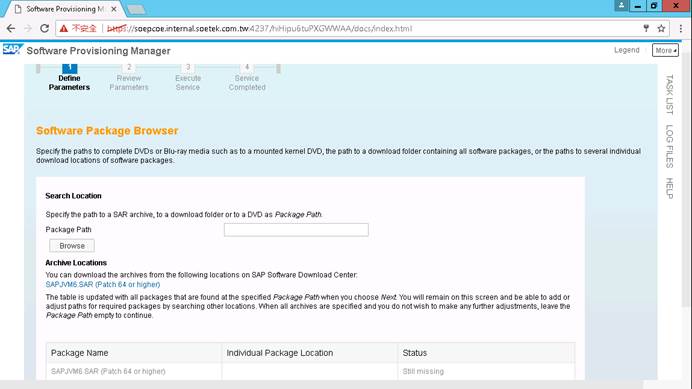 Software Provisioning M
不安全 | https://soepcoe.internal.soetek.com.tw:4237/hiHipu6tuPXGWWAA/docs/index.html
SAP Software Provisioning Manager
Legend
More
1 2 3 4
Define Parameters
Review Parameters
Execute Service
Service Completed
TASK LIST
LOG FILES
HELP
Software Package Browser
Specify the paths to complete DVDs or Blu-ray media such as to a mounted kernel DVD, the path to a download folder containing all software packages, or the paths to several individual
download locations of software packages.
Search Location
Specify the path to a SAR archive, to a download folder or to a DVD as Package Path.
Package Path
Browse
Archive Locations
You can download the archives from the following locations on SAP Software Download Center:
SAPJVM6.SAR (Patch 64 or higher)
The table is updated with all packages that are found at the specified Package Path when you choose Next. You will remain on this screen and be able to add or
adjust paths for required packages by searching other locations. When all archives are specified and you do not wish to make any further adjustments, leave the
Package Path empty to continue.
Package Name Individual Package Location Status
SAPJVM6.SAR (Patch 64 or higher) Still missing